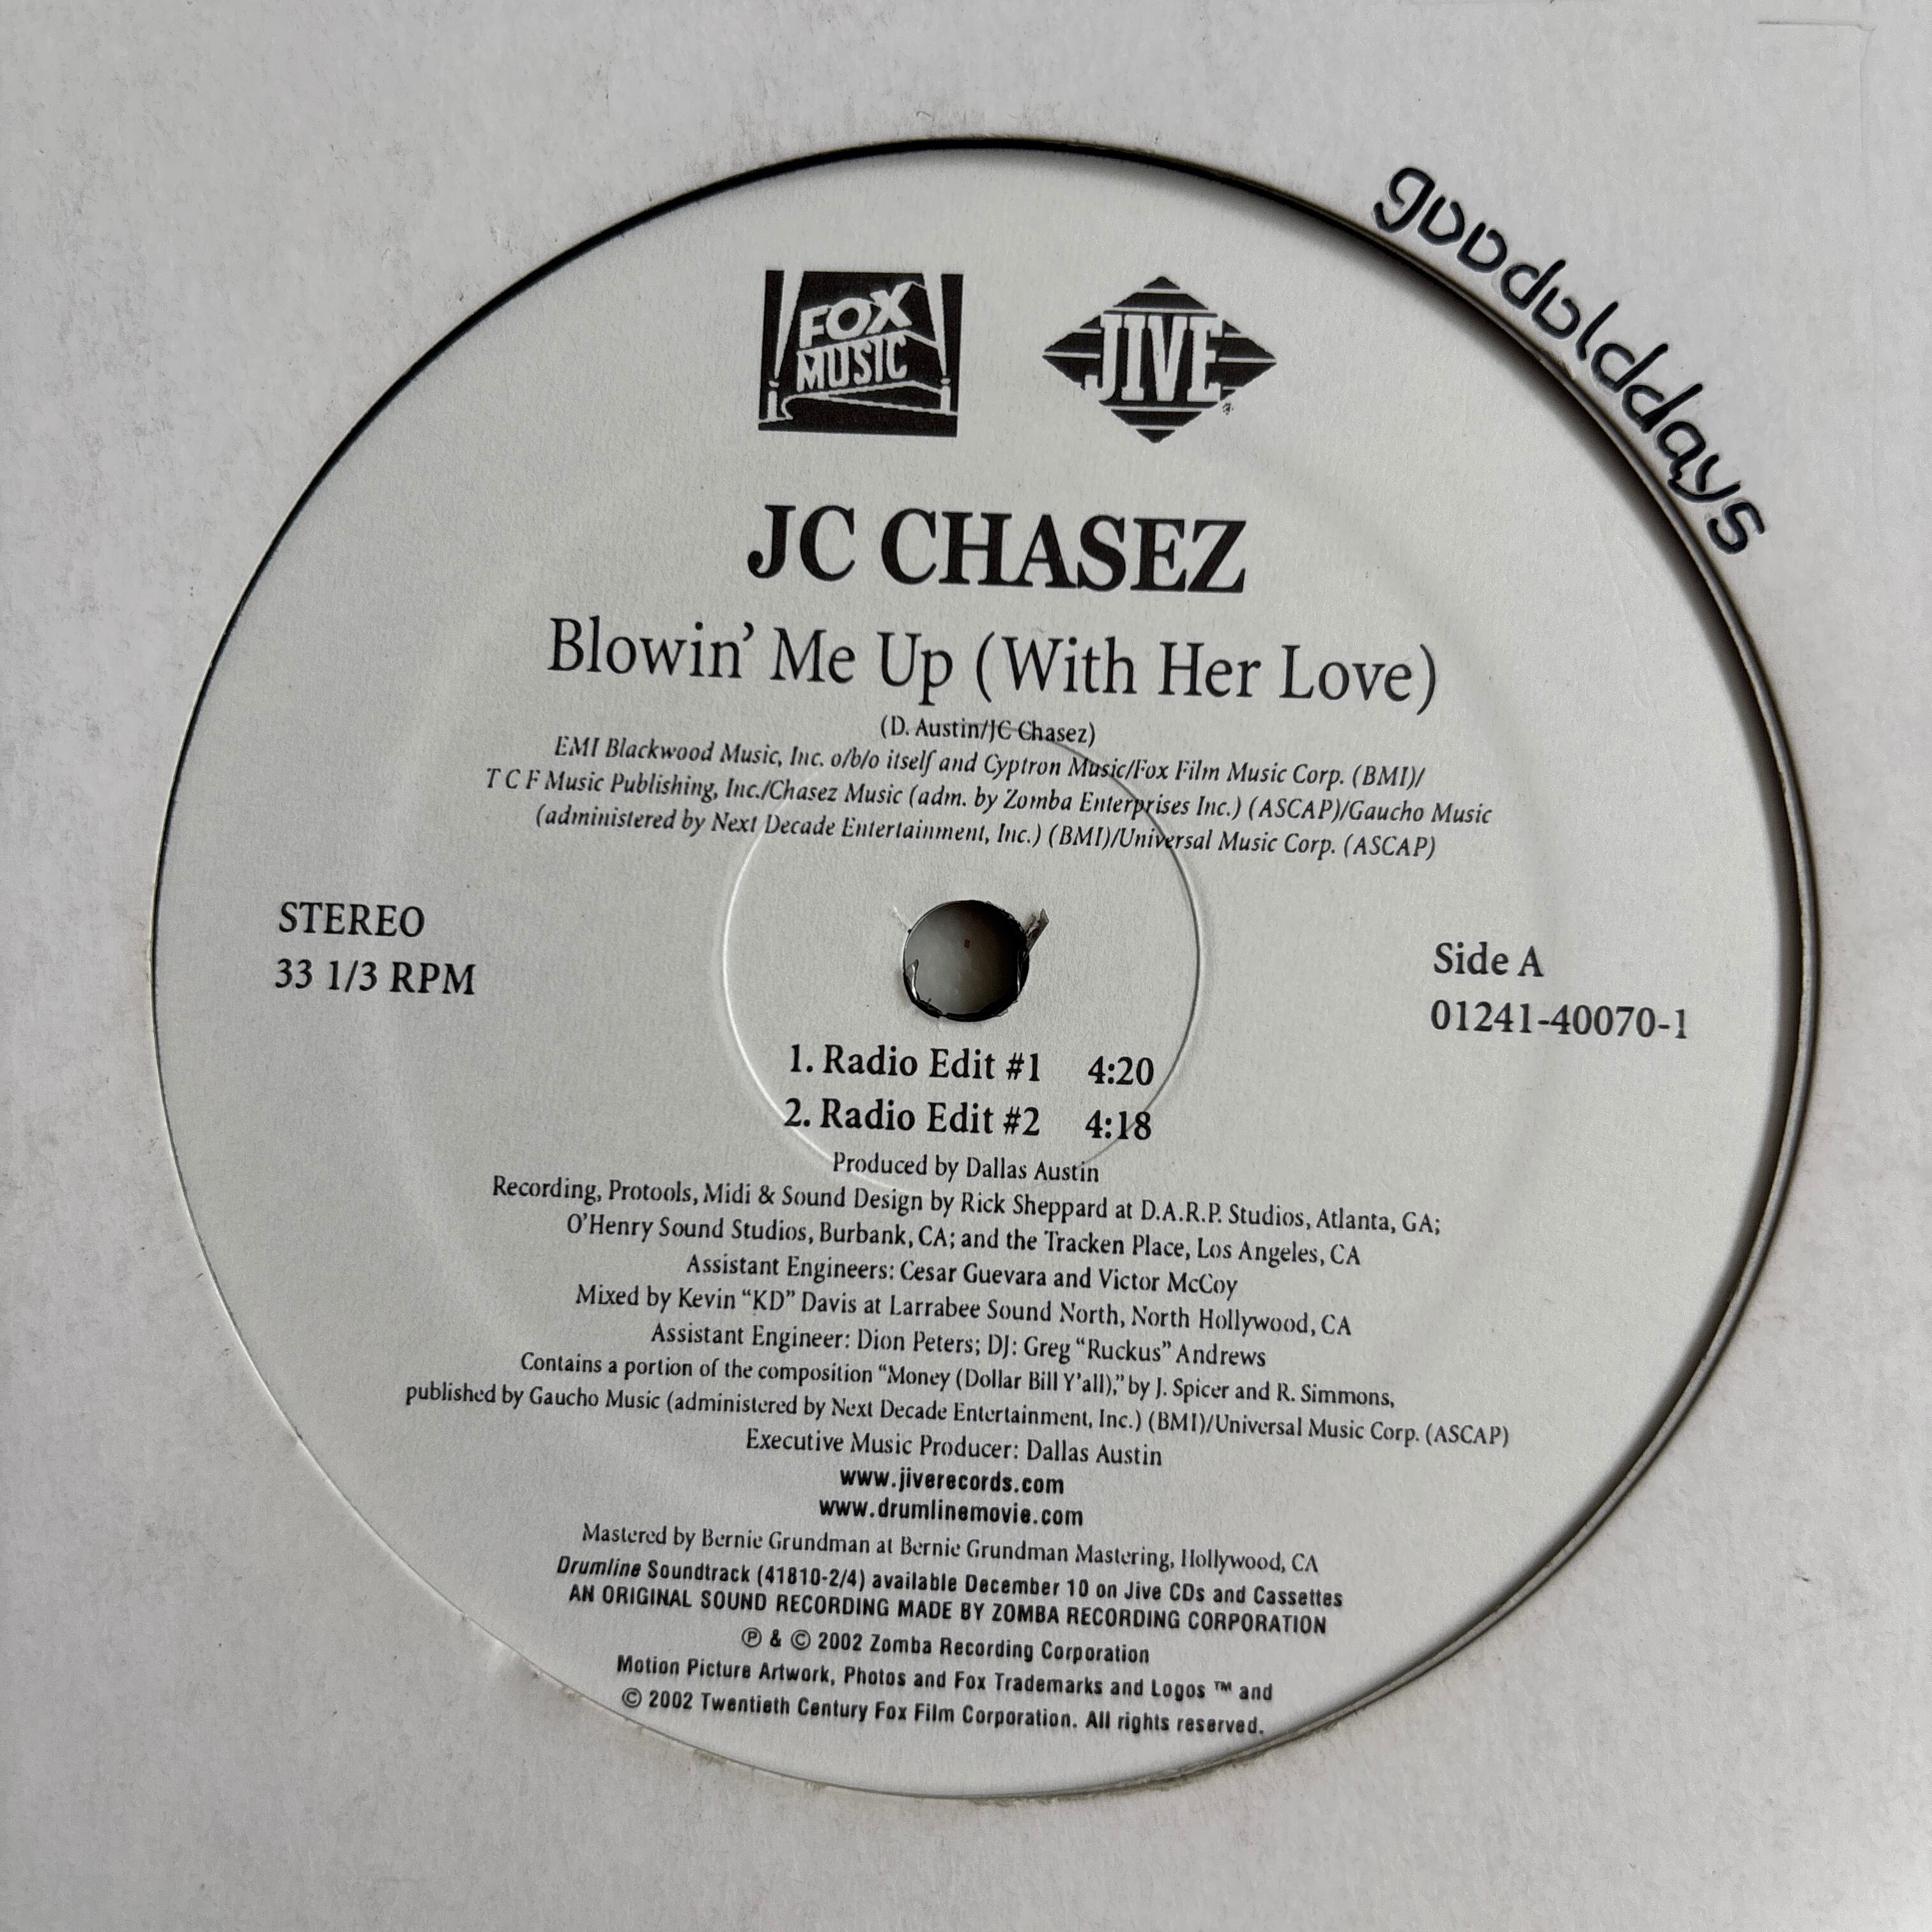 goodolddays
FOX
MUSIC
JIVE
JC CHASEZ
Blowin’ Me Up (With Her Love)
(D. Austin/JC Chasez)
EMI Blackwood Music, Inc. o/b/o itself and Cyptron Music/Fox Film Music Corp. (BMI)/
T C F Music Publishing, Inc./Chasez Music (adm. by Zomba Enterprises Inc.) (ASCAP)/Gaucho Music
(administered by Next Decade Entertainment, Inc.) (BMI)/Universal Music Corp. (ASCAP)
STEREO
33 1/3 RPM
Side A
01241-40070-1
1. Radio Edit #1 4:20
2. Radio Edit #2 4:18
Produced by Dallas Austin
Recording, Protools, Midi & Sound Design by Rick Sheppard at D.A.R.P. Studios, Atlanta, GA;
O’Henry Sound Studios, Burbank, CA; and the Tracken Place, Los Angeles, CA
Assistant Engineers: Cesar Guevara and Victor McCoy
Mixed by Kevin “KD” Davis at Larrabee Sound North, North Hollywood, CA
Assistant Engineer: Dion Peters; DJ: Greg “Ruckus” Andrews
Contains a portion of the composition “Money (Dollar Bill Y’all),” by J. Spicer and R. Simmons,
published by Gaucho Music (administered by Next Decade Entertainment, Inc.) (BMI)/Universal Music Corp. (ASCAP)
Executive Music Producer: Dallas Austin
www.jiverecords.com
www.drumlinemovie.com
Mastered by Bernie Grundman at Bernie Grundman Mastering, Hollywood, CA
Drumline Soundtrack (41810-2/4) available December 10 on Jive CDs and Cassettes
AN ORIGINAL SOUND RECORDING MADE BY ZOMBA RECORDING CORPORATION
℗ & © 2002 Zomba Recording Corporation
Motion Picture Artwork, Photos and Fox Trademarks and Logos ™ and
© 2002 Twentieth Century Fox Film Corporation. All rights reserved.